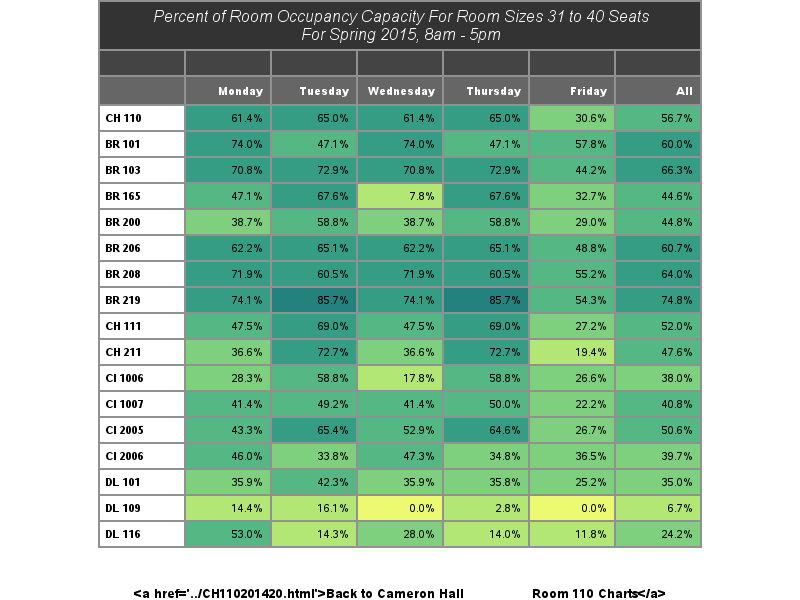 Percent of Room Occupancy Capacity For Room Sizes 31 to 40 Seats
For Spring 2015, 8am - 5pm
Monday Tuesday Wednesday Thursday Friday All
CH 110 61.4% 65.0% 61.4% 65.0% 30.6% 56.7%
BR 101 74.0% 47.1% 74.0% 47.1% 57.8% 60.0%
BR 103 70.8% 72.9% 70.8% 72.9% 44.2% 66.3%
BR 165 47.1% 67.6% 7.8% 67.6% 32.7% 44.6%
BR 200 38.7% 58.8% 38.7% 58.8% 29.0% 44.8%
BR 206 62.2% 65.1% 62.2% 65.1% 48.8% 60.7%
BR 208 71.9% 60.5% 71.9% 60.5% 55.2% 64.0%
BR 219 74.1% 85.7% 74.1% 85.7% 54.3% 74.8%
CH 111 47.5% 69.0% 47.5% 69.0% 27.2% 52.0%
CH 211 36.6% 72.7% 36.6% 72.7% 19.4% 47.6%
CI 1006 28.3% 58.8% 17.8% 58.8% 26.6% 38.0%
CI 1007 41.4% 49.2% 41.4% 50.0% 22.2% 40.8%
CI 2005 43.3% 65.4% 52.9% 64.6% 26.7% 50.6%
CI 2006 46.0% 33.8% 47.3% 34.8% 36.5% 39.7%
DL 101 35.9% 42.3% 35.9% 35.8% 25.2% 35.0%
DL 109 14.4% 16.1% 0.0% 2.8% 0.0% 6.7%
DL 116 53.0% 14.3% 28.0% 14.0% 11.8% 24.2%
<a href='../CH110201420.html'>Back to Cameron Hall Room 110 Charts</a>